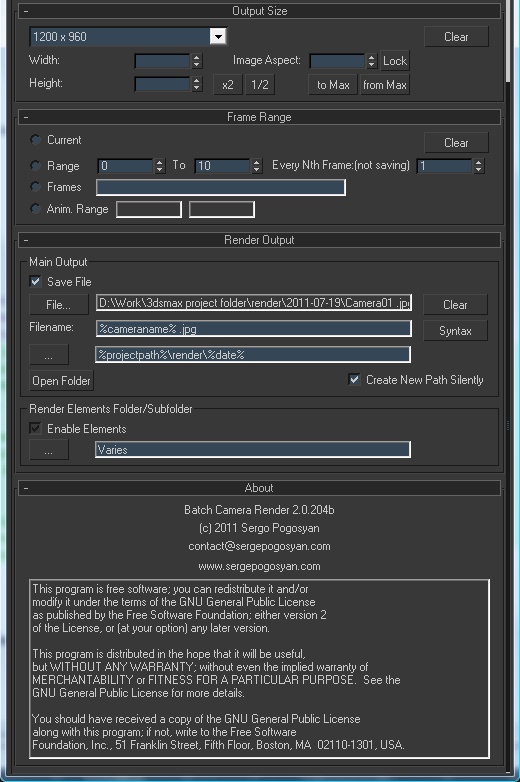 - Output Size
1200 x 960 Clear
Width: Image Aspect: Lock
Height: x2 1/2 to Max from Max
- Frame Range
Current Clear
Range 0 To 10 Every Nth Frame:(not saving) 1
Frames
Anim. Range
- Render Output
Main Output
Save File
File... D:\Work\3dsmax project folder\render\2011-07-19\Camera01 .jpg Clear
Filename: %cameraname% .jpg Syntax
... %projectpath%\render\%date%
Open Folder Create New Path Silently
Render Elements Folder/Subfolder
Enable Elements
... Varies
- About
Batch Camera Render 2.0.204b
(c) 2011 Sergo Pogosyan
contact@sergepogosyan.com
www.sergepogosyan.com
This program is free software; you can redistribute it and/or
modify it under the terms of the GNU General Public License
as published by the Free Software Foundation; either version 2
of the License, or (at your option) any later version.
This program is distributed in the hope that it will be useful,
but WITHOUT ANY WARRANTY; without even the implied warranty of
MERCHANTABILITY or FITNESS FOR A PARTICULAR PURPOSE. See the
GNU General Public License for more details.
You should have received a copy of the GNU General Public License
along with this program; if not, write to the Free Software
Foundation, Inc., 51 Franklin Street, Fifth Floor, Boston, MA 02110-1301, USA.